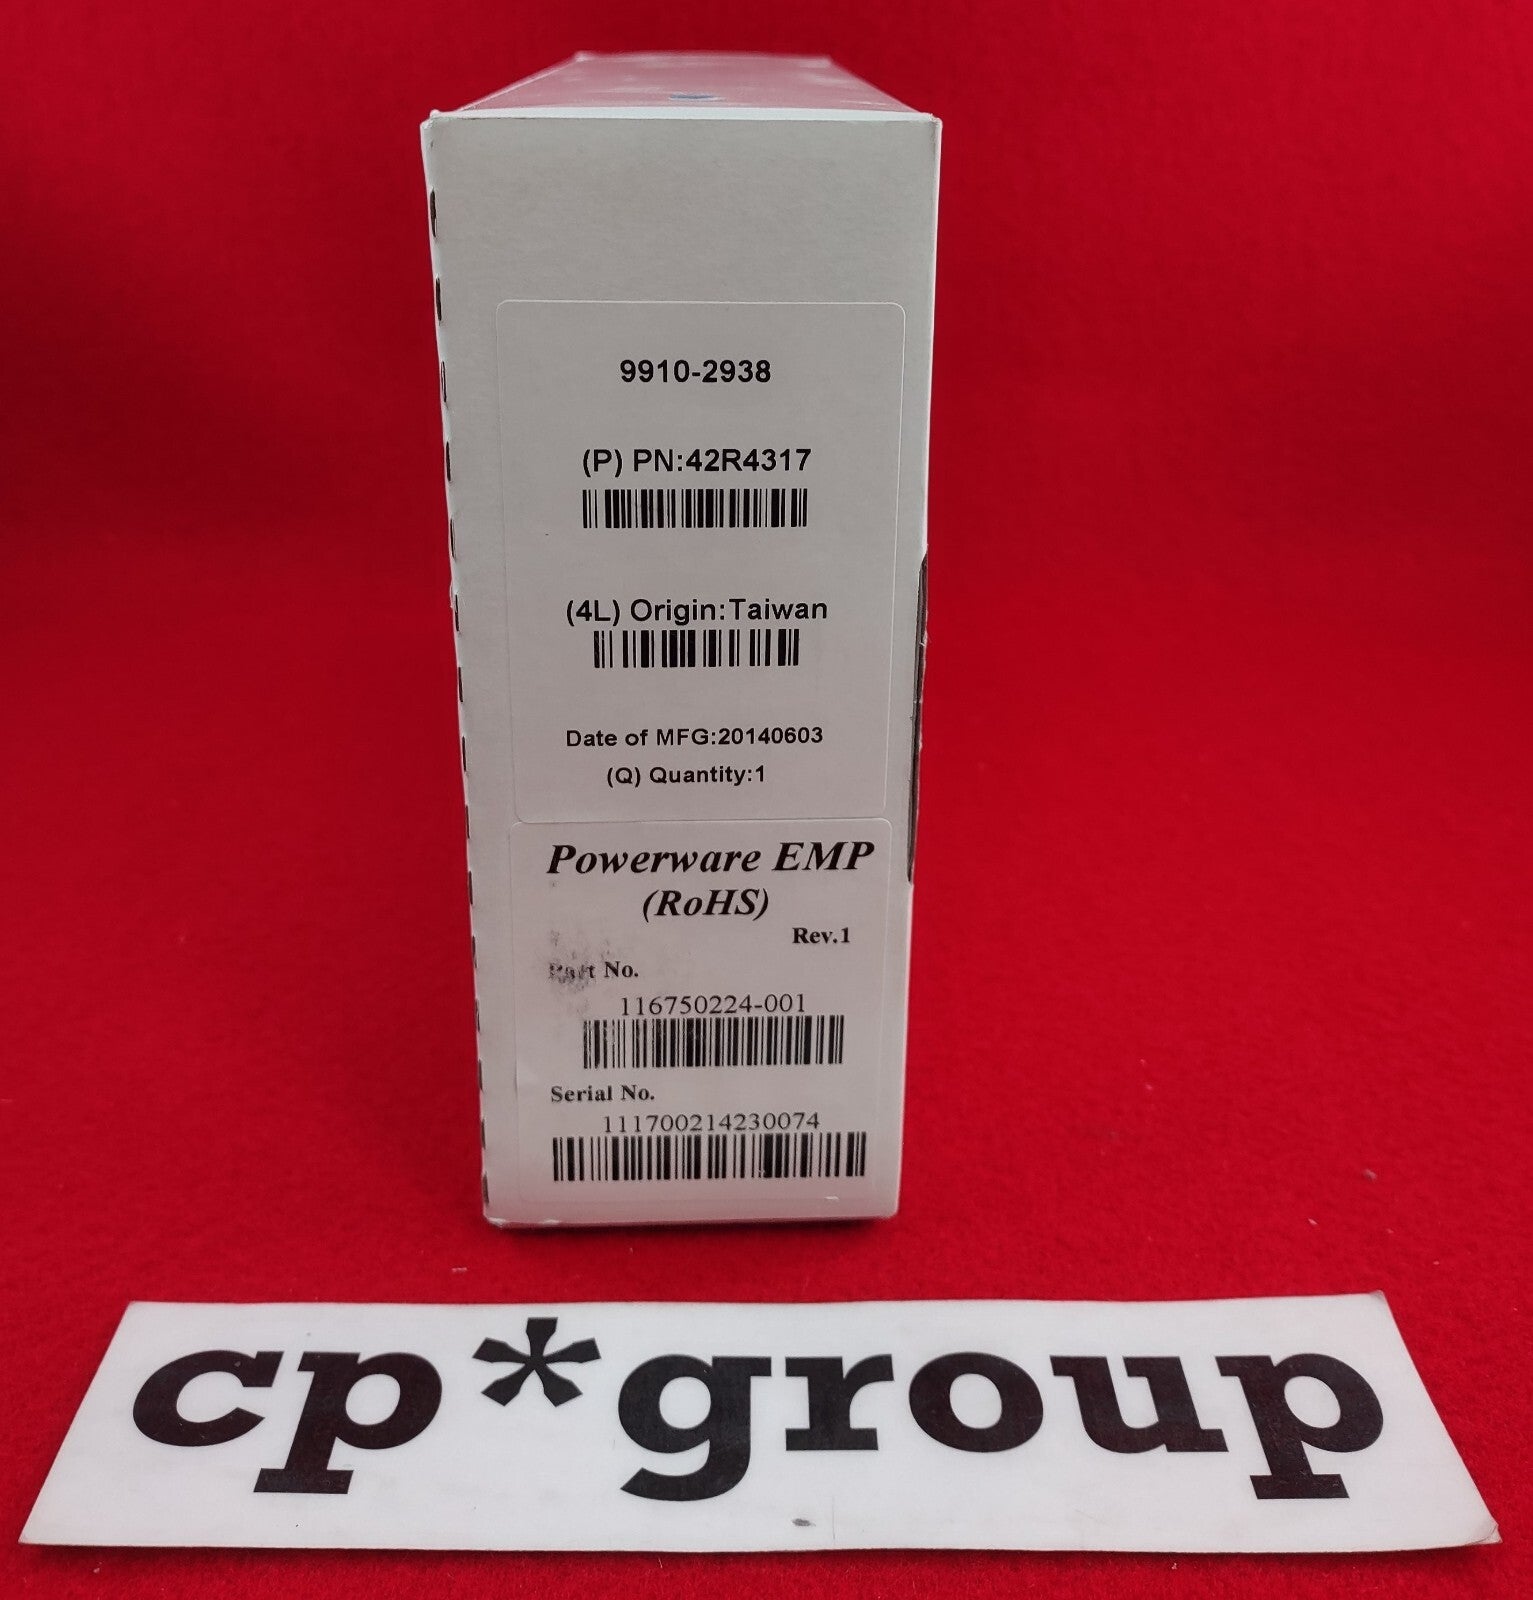 9910-2938
(P) PN:42R4317
(4L) Origin:Taiwan
Date of MFG:20140603
(Q) Quantity:1
Powerware EMP
(RoHS)
Rev.1
Part No.
116750224-001
Serial No.
111700214230074
cp*group